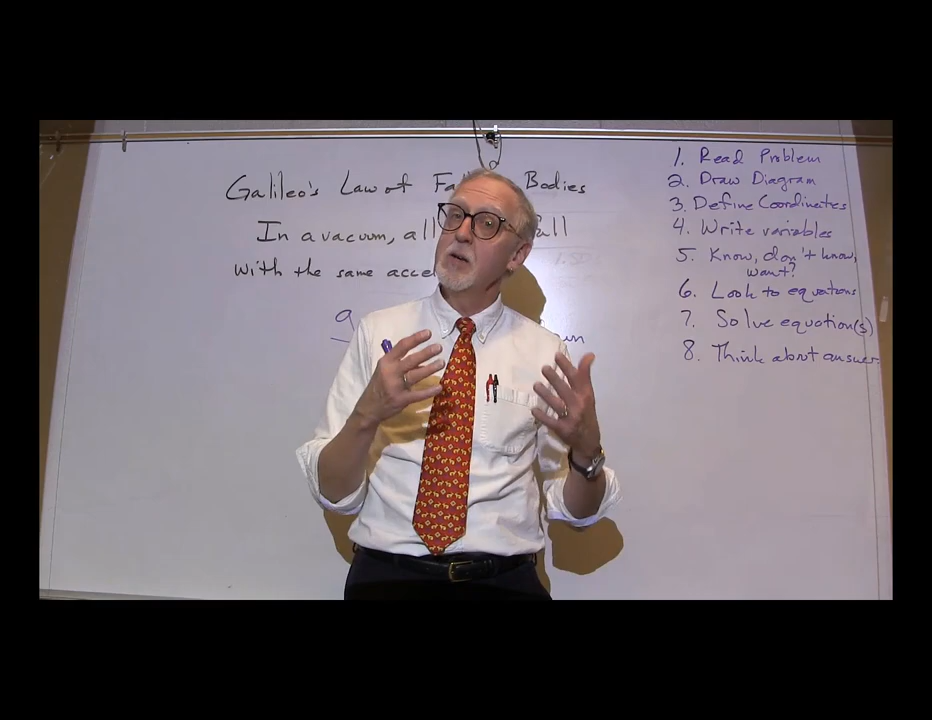 Galileo's Law of Fa Bodies
In a vacuum, all fall
with the same acce
g
1. Read Problem
2. Draw Diagram
3. Define Coordinates
4. Write variables
5. Know, don't know,
want?
6. Look to equations
7. Solve equation(s)
8. Think about answer